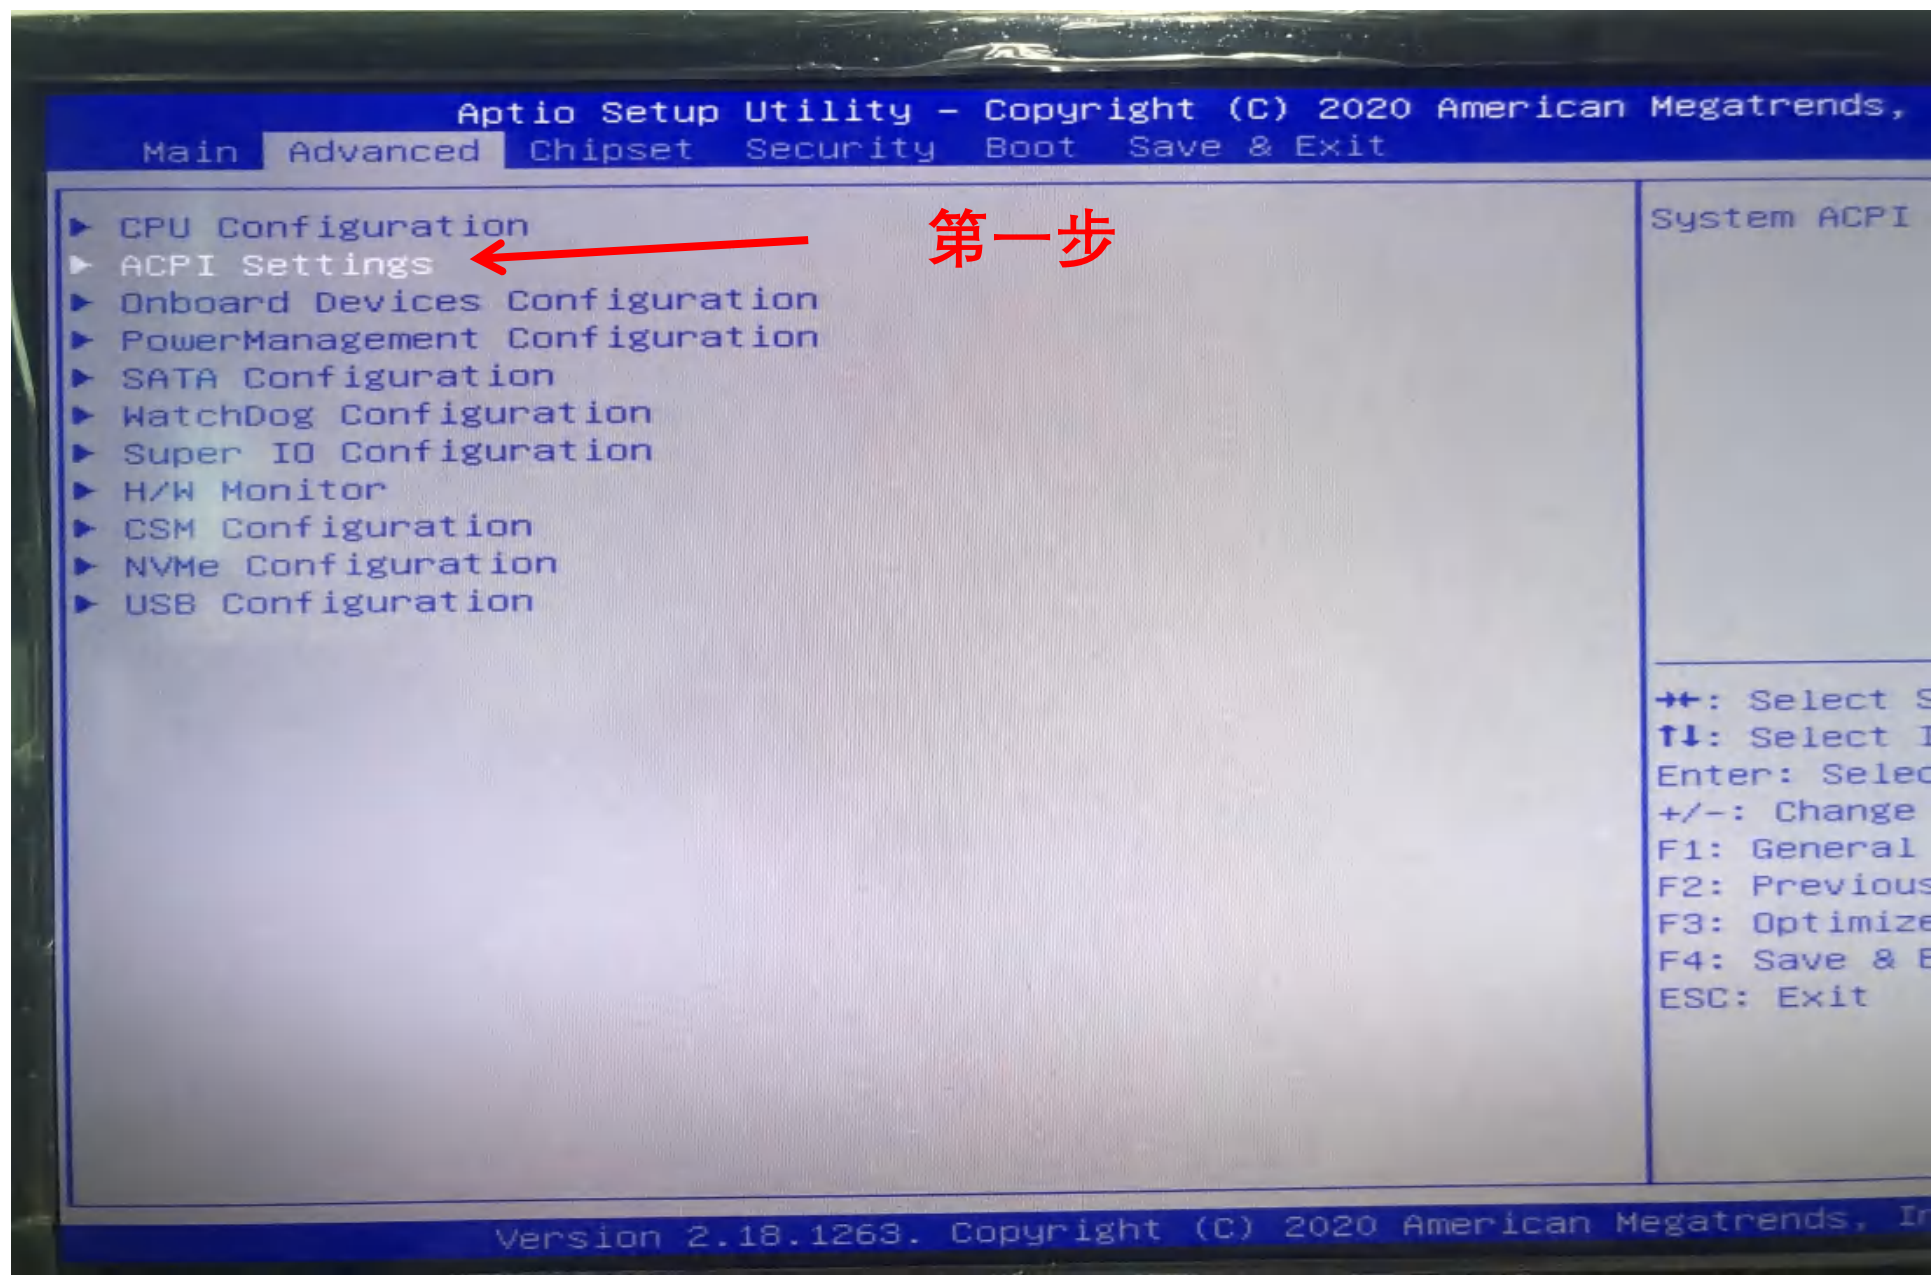 Aptio Setup Utility – Copyright (C) 2020 American Megatrends,
Main Advanced Chipset Security Boot Save & Exit
▶ CPU Configuration
▶ ACPI Settings
▶ Onboard Devices Configuration
▶ PowerManagement Configuration
▶ SATA Configuration
▶ WatchDog Configuration
▶ Super IO Configuration
▶ H/W Monitor
▶ CSM Configuration
▶ NVMe Configuration
▶ USB Configuration
第一步
System ACPI
→←: Select S
↑↓: Select I
Enter: Selec
+/-: Change
F1: General
F2: Previous
F3: Optimize
F4: Save & E
ESC: Exit
Version 2.18.1263. Copyright (C) 2020 American Megatrends, In